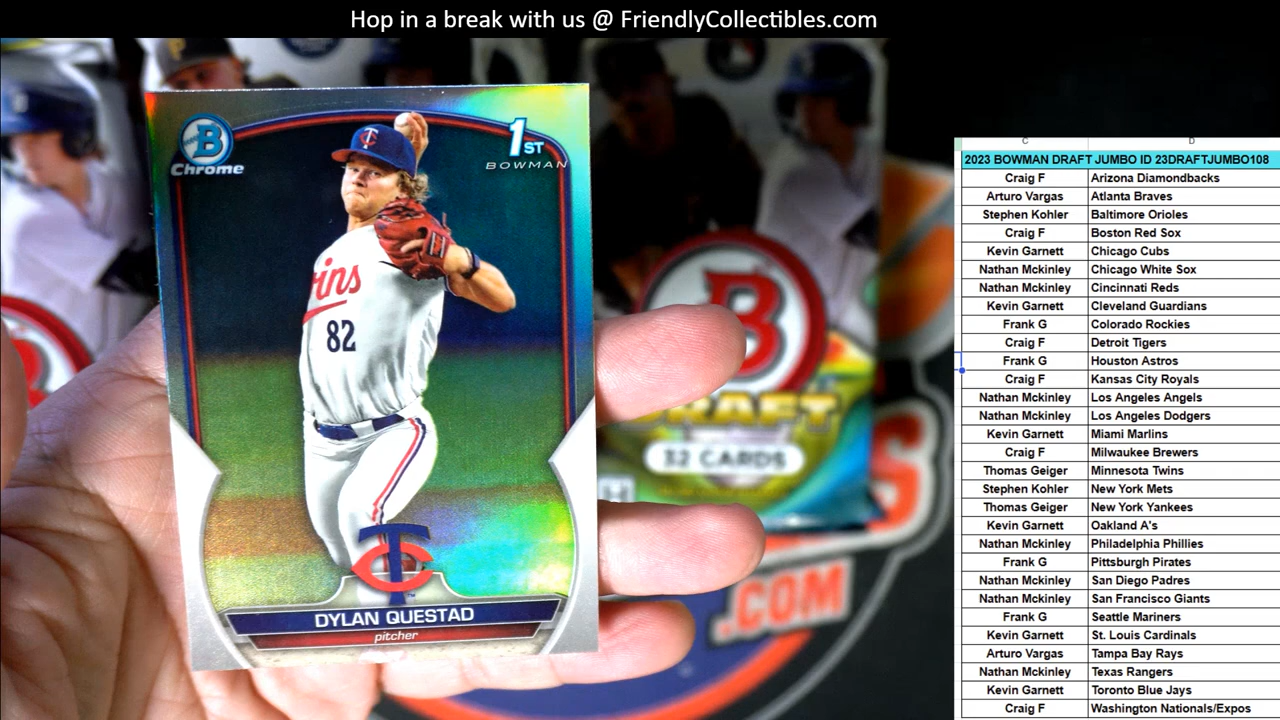 Hop in a break with us @ FriendlyCollectibles.com
B
Chrome
1ST
BOWMAN
82
DYLAN QUESTAD
pitcher
B
DRAFT
32 CARDS
.COM
C D
2023 BOWMAN DRAFT JUMBO ID 23DRAFTJUMBO108
Craig F Arizona Diamondbacks
Arturo Vargas Atlanta Braves
Stephen Kohler Baltimore Orioles
Craig F Boston Red Sox
Kevin Garnett Chicago Cubs
Nathan Mckinley Chicago White Sox
Nathan Mckinley Cincinnati Reds
Kevin Garnett Cleveland Guardians
Frank G Colorado Rockies
Craig F Detroit Tigers
Frank G Houston Astros
Craig F Kansas City Royals
Nathan Mckinley Los Angeles Angels
Nathan Mckinley Los Angeles Dodgers
Kevin Garnett Miami Marlins
Craig F Milwaukee Brewers
Thomas Geiger Minnesota Twins
Stephen Kohler New York Mets
Thomas Geiger New York Yankees
Kevin Garnett Oakland A's
Nathan Mckinley Philadelphia Phillies
Frank G Pittsburgh Pirates
Nathan Mckinley San Diego Padres
Nathan Mckinley San Francisco Giants
Frank G Seattle Mariners
Kevin Garnett St. Louis Cardinals
Arturo Vargas Tampa Bay Rays
Nathan Mckinley Texas Rangers
Kevin Garnett Toronto Blue Jays
Craig F Washington Nationals/Expos